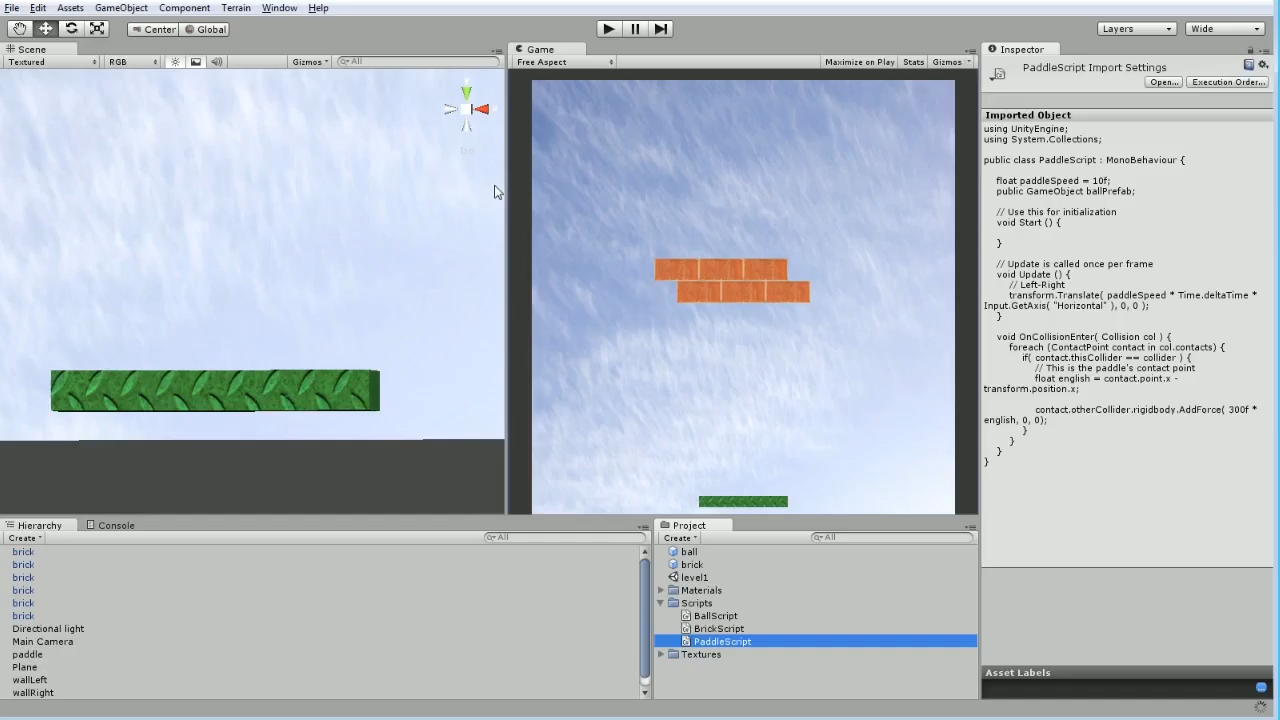 File Edit Assets GameObject Component Terrain Window Help
Center Global Layers Wide
Scene
Textured RGB Gizmos All
Game
Free Aspect Maximize on Play Stats Gizmos
Inspector
PaddleScript Import Settings
Open... Execution Order...
Imported Object
using UnityEngine;
using System.Collections;
public class PaddleScript : MonoBehaviour {
float paddleSpeed = 10f;
public GameObject ballPrefab;
// Use this for initialization
void Start () {
}
// Update is called once per frame
void Update () {
// Left-Right
transform.Translate( paddleSpeed * Time.deltaTime *
Input.GetAxis( "Horizontal" ), 0, 0 );
}
void OnCollisionEnter( Collision col ) {
foreach (ContactPoint contact in col.contacts) {
if( contact.thisCollider == collider ) {
// This is the paddle's contact point
float english = contact.point.x -
transform.position.x;
contact.otherCollider.rigidbody.AddForce( 300f *
english, 0, 0);
}
}
}
}
Asset Labels
Hierarchy Console
Create All
brick
brick
brick
brick
brick
brick
Directional light
Main Camera
paddle
Plane
wallLeft
wallRight
Project
Create All
ball
brick
level1
Materials
Scripts
BallScript
BrickScript
PaddleScript
Textures